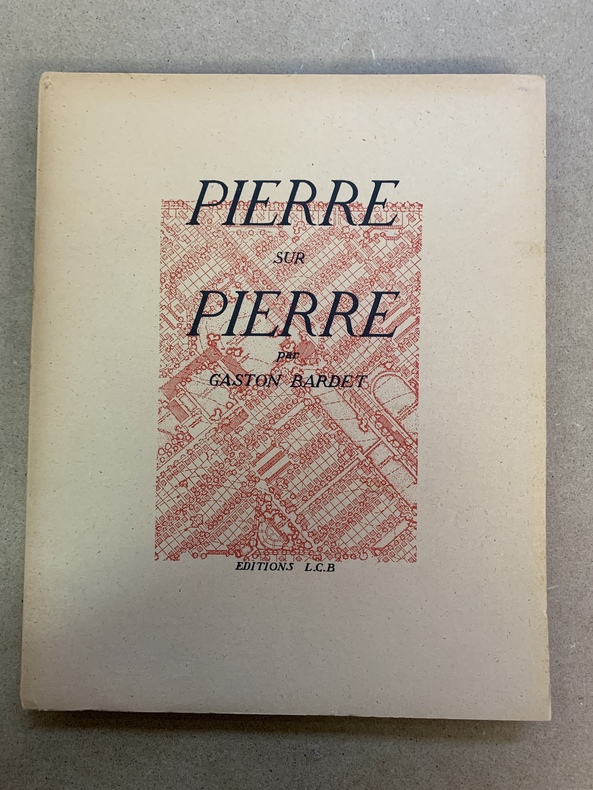 PIERRE
SUR
PIERRE
par
GASTON BARDET
EDITIONS L.C.B